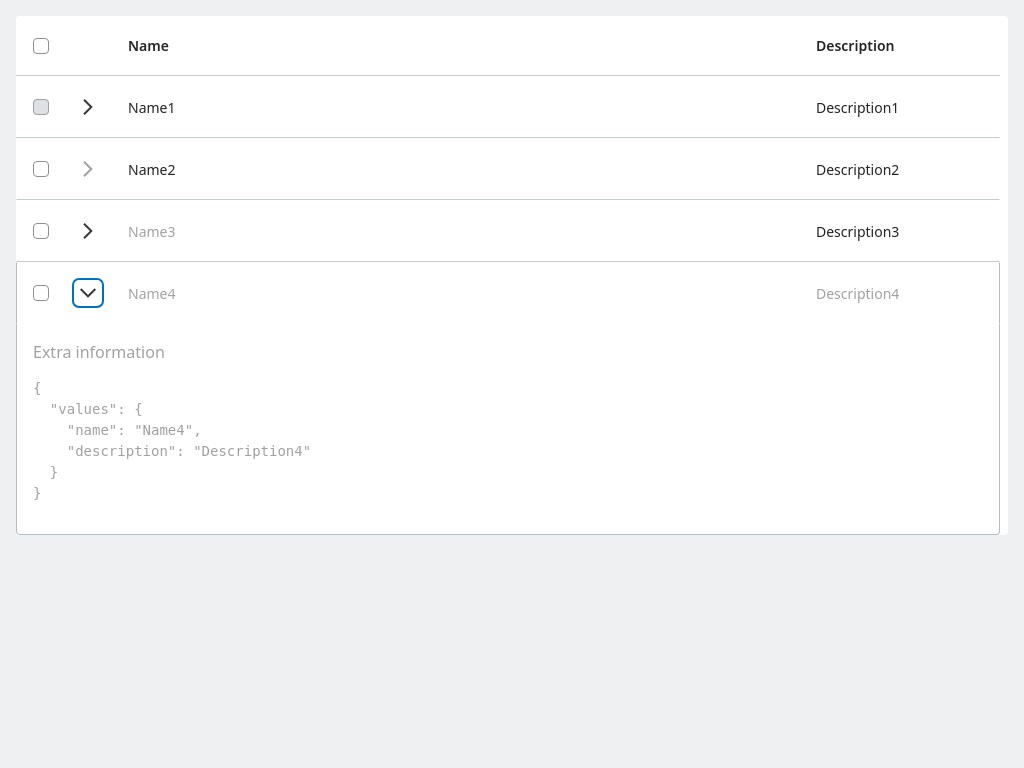 Name Description
Name1 Description1
Name2 Description2
Name3 Description3
Name4 Description4
Extra information
{
  "values": {
    "name": "Name4",
    "description": "Description4"
  }
}